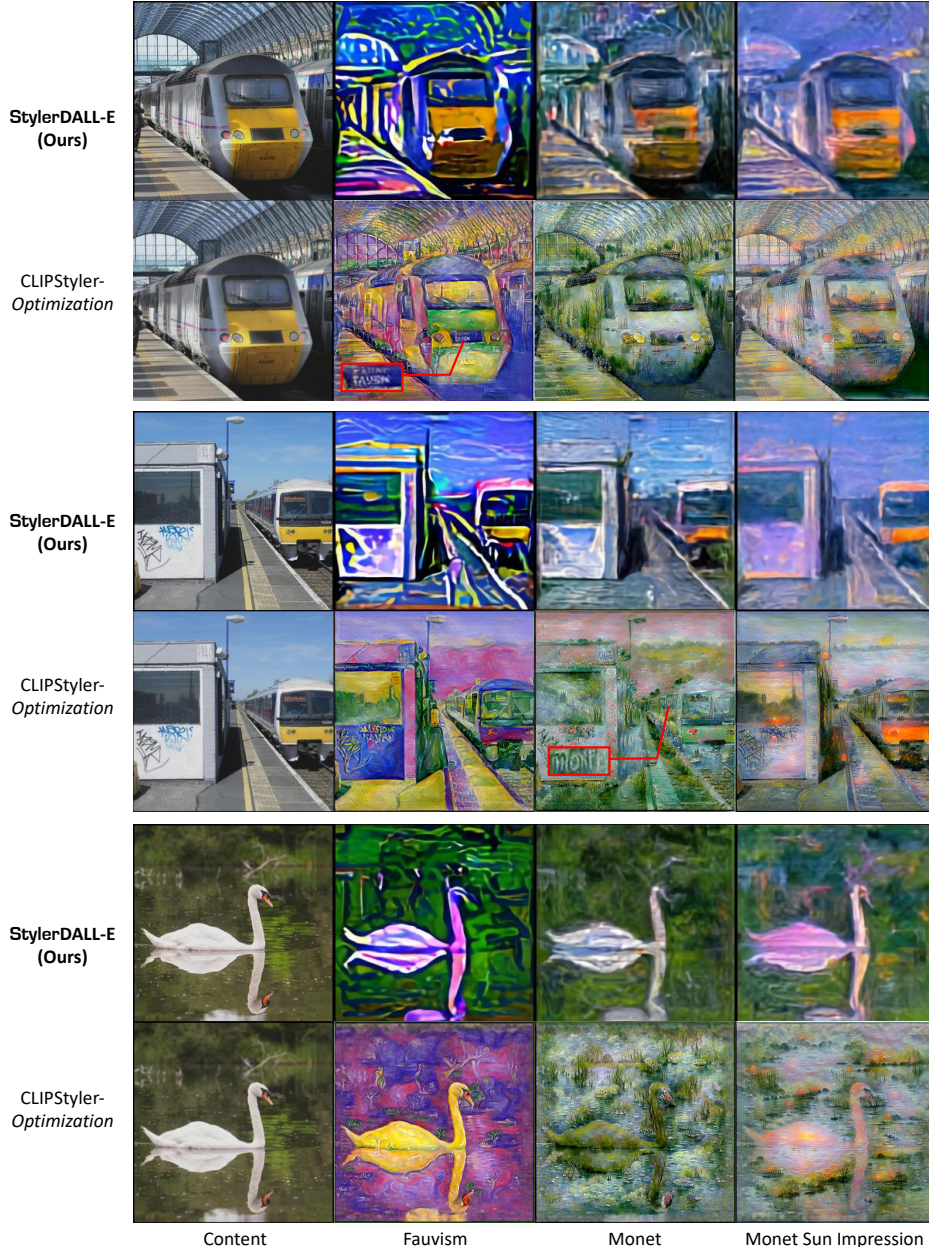 StylerDALL-E
(Ours)
CLIPStyler-
Optimization
StylerDALL-E
(Ours)
CLIPStyler-
Optimization
StylerDALL-E
(Ours)
CLIPStyler-
Optimization
Content
Fauvism
Monet
Monet Sun Impression